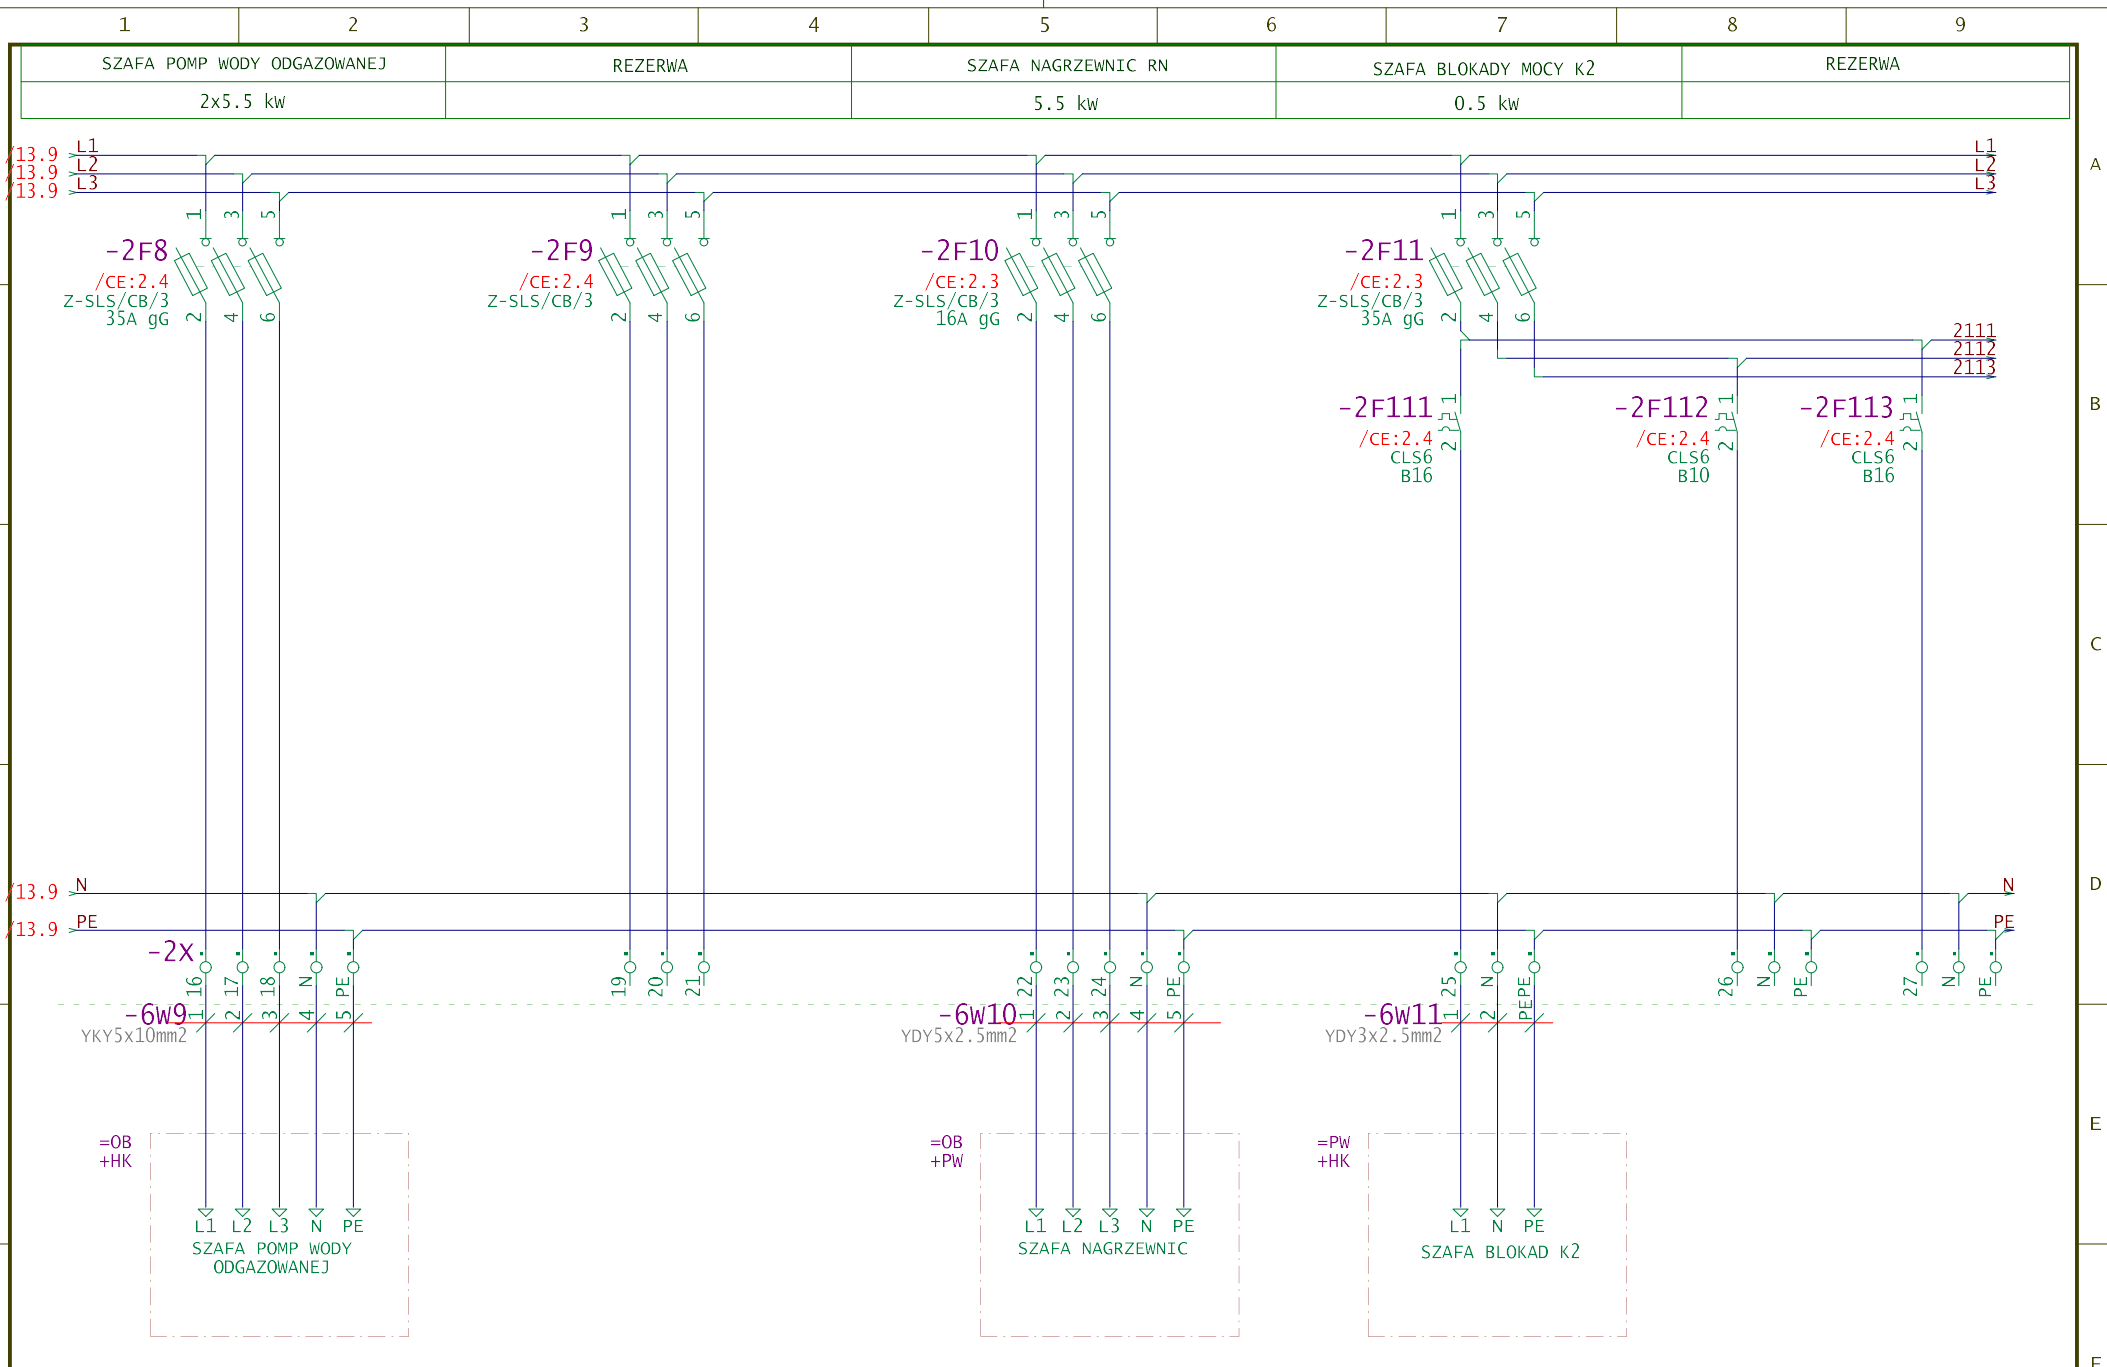 1 2 3 4 5 6 7 8 9
SZAFA POMP WODY ODGAZOWANEJ REZERWA SZAFA NAGRZEWNIC RN SZAFA BLOKADY MOCY K2 REZERWA
2x5.5 kW 5.5 kW 0.5 kW
/13.9 L1 L1
/13.9 L2 L2
/13.9 L3 L3
A
1 3 5 1 3 5 1 3 5 1 3 5
-2F8 -2F9 -2F10 -2F11
/CE:2.4 /CE:2.4 /CE:2.3 /CE:2.3
Z-SLS/CB/3 Z-SLS/CB/3 Z-SLS/CB/3 Z-SLS/CB/3
35A gG 16A gG 35A gG
2 4 6 2 4 6 2 4 6 2 4 6
2111
2112
2113
B
1 1 1
-2F111 -2F112 -2F113
/CE:2.4 /CE:2.4 /CE:2.4
2 2 2
CLS6 CLS6 CLS6
B16 B10 B16
C
/13.9 N N
D
/13.9 PE PE
-2X
16 17 18 N PE 19 20 21 22 23 24 N PE 25 N PE 26 N PE 27 N PE
-6W9 1 2 3 4 5 -6W10 1 2 3 4 5 -6W11 1 2 PE
YKY5x10mm2 YDY5x2.5mm2 YDY3x2.5mm2
E
=OB =OB =PW
+HK +PW +HK
L1 L2 L3 N PE L1 L2 L3 N PE L1 N PE
SZAFA POMP WODY SZAFA NAGRZEWNIC SZAFA BLOKAD K2
ODGAZOWANEJ